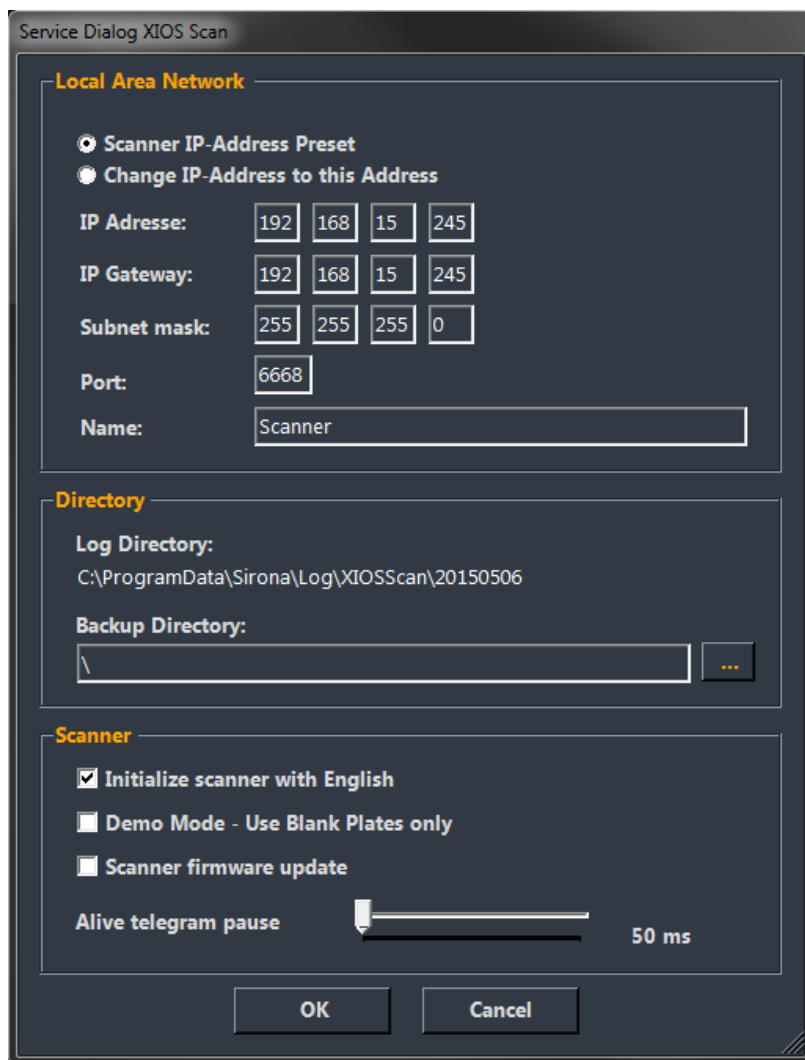 Service Dialog XIOS Scan
Local Area Network
Scanner IP-Address Preset
Change IP-Address to this Address
IP Adresse: 192 168 15 245
IP Gateway: 192 168 15 245
Subnet mask: 255 255 255 0
Port: 6668
Name: Scanner
Directory
Log Directory:
C:\ProgramData\Sirona\Log\XIOSScan\20150506
Backup Directory:
\ ...
Scanner
Initialize scanner with English
Demo Mode - Use Blank Plates only
Scanner firmware update
Alive telegram pause 50 ms
OK Cancel